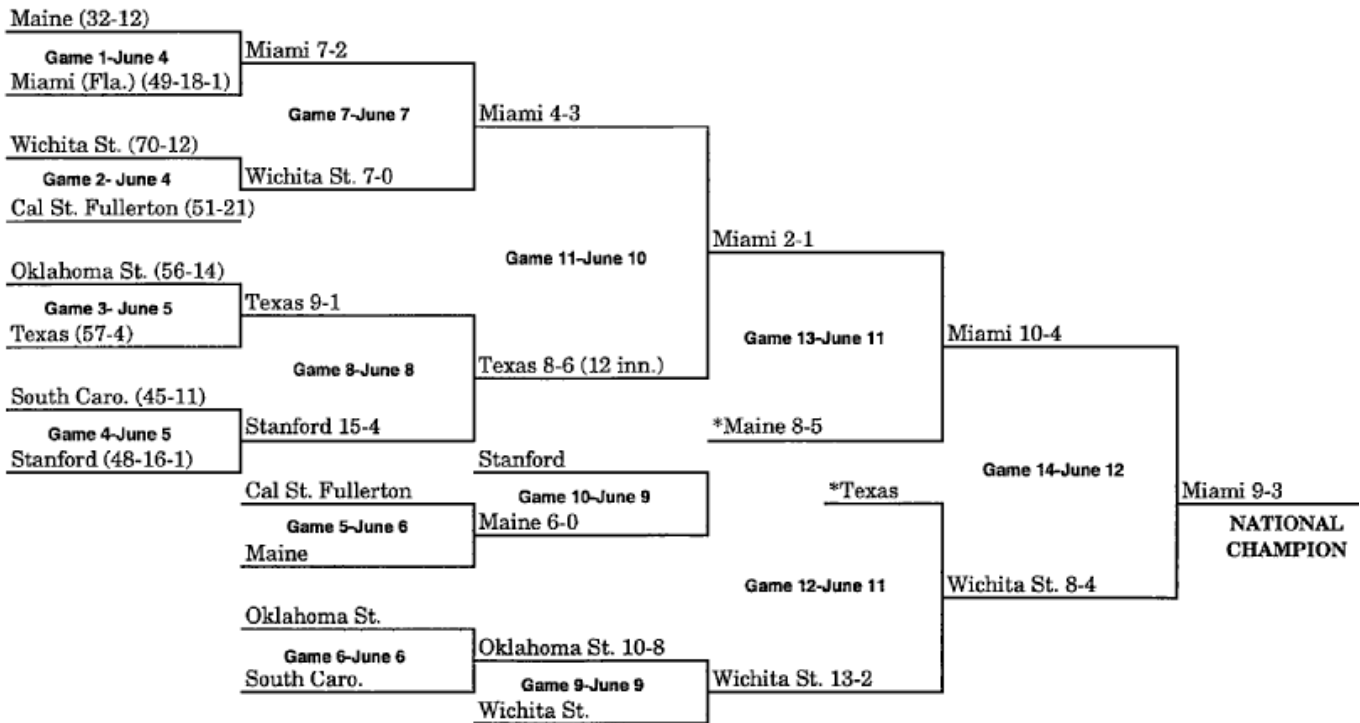 Maine (32-12)
Game 1-June 4
Miami 7-2
Miami (Fla.) (49-18-1)
Game 7-June 7
Miami 4-3
Wichita St. (70-12)
Game 2- June 4
Wichita St. 7-0
Cal St. Fullerton (51-21)
Game 11-June 10
Miami 2-1
Oklahoma St. (56-14)
Game 3- June 5
Texas 9-1
Texas (57-4)
Game 13-June 11
Miami 10-4
Game 8-June 8
Texas 8-6 (12 inn.)
South Caro. (45-11)
Game 4-June 5
Stanford 15-4
*Maine 8-5
Stanford (48-16-1)
Stanford
Game 14-June 12
Cal St. Fullerton
Game 10-June 9
*Texas
Miami 9-3
Game 5-June 6
Maine 6-0
NATIONAL
CHAMPION
Maine
Game 12-June 11
Wichita St. 8-4
Oklahoma St.
Game 6-June 6
Oklahoma St. 10-8
South Caro.
Game 9-June 9
Wichita St. 13-2
Wichita St.